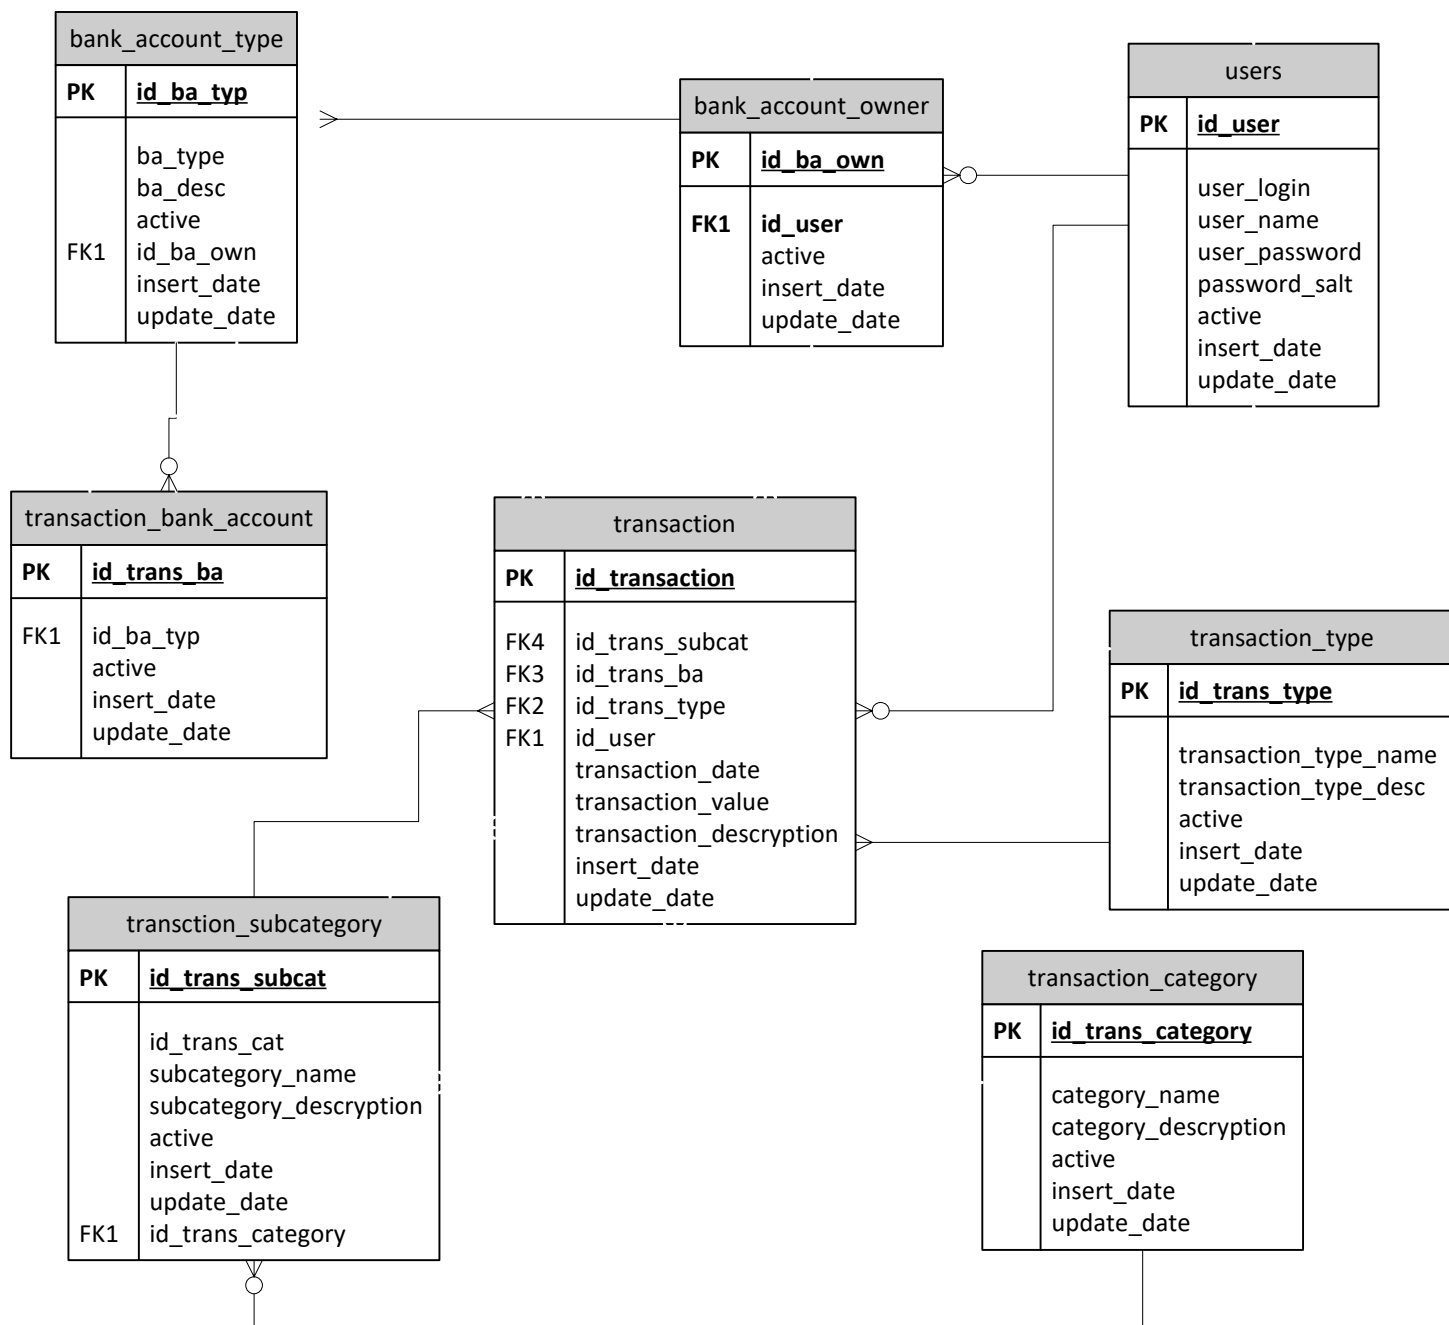 bank_account_type
PK id_ba_typ
ba_type
ba_desc
active
FK1 id_ba_own
insert_date
update_date
bank_account_owner
PK id_ba_own
FK1 id_user
active
insert_date
update_date
users
PK id_user
user_login
user_name
user_password
password_salt
active
insert_date
update_date
transaction_bank_account
PK id_trans_ba
FK1 id_ba_typ
active
insert_date
update_date
transaction
PK id_transaction
FK4 id_trans_subcat
FK3 id_trans_ba
FK2 id_trans_type
FK1 id_user
transaction_date
transaction_value
transaction_descryption
insert_date
update_date
transaction_type
PK id_trans_type
transaction_type_name
transaction_type_desc
active
insert_date
update_date
transction_subcategory
PK id_trans_subcat
id_trans_cat
subcategory_name
subcategory_descryption
active
insert_date
update_date
FK1 id_trans_category
transaction_category
PK id_trans_category
category_name
category_descryption
active
insert_date
update_date